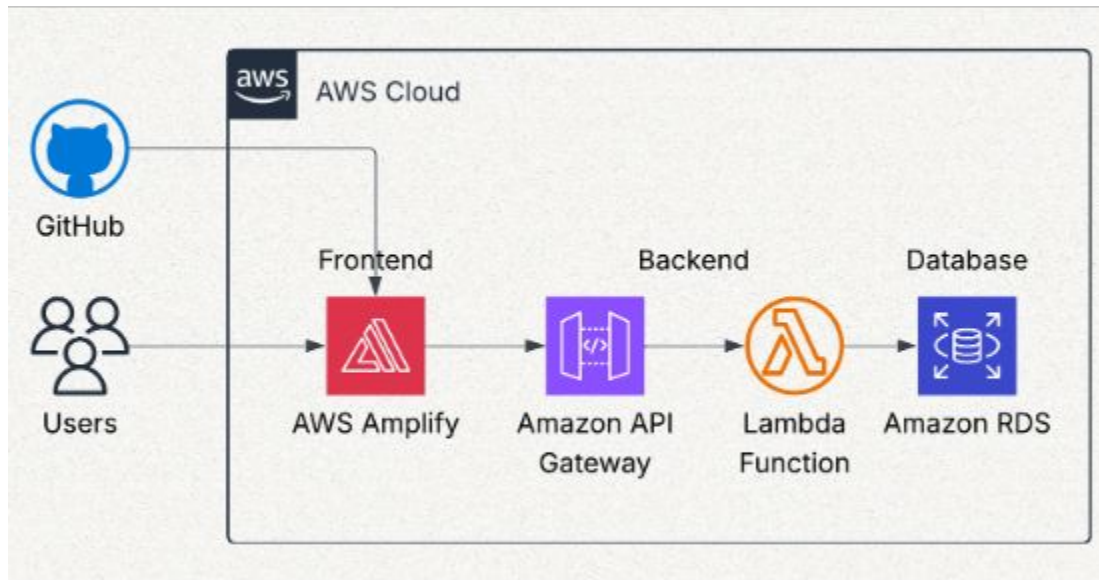 aws
AWS Cloud
GitHub
Frontend
Backend
Database
</>
Users
AWS Amplify
Amazon API
Gateway
Lambda
Function
Amazon RDS